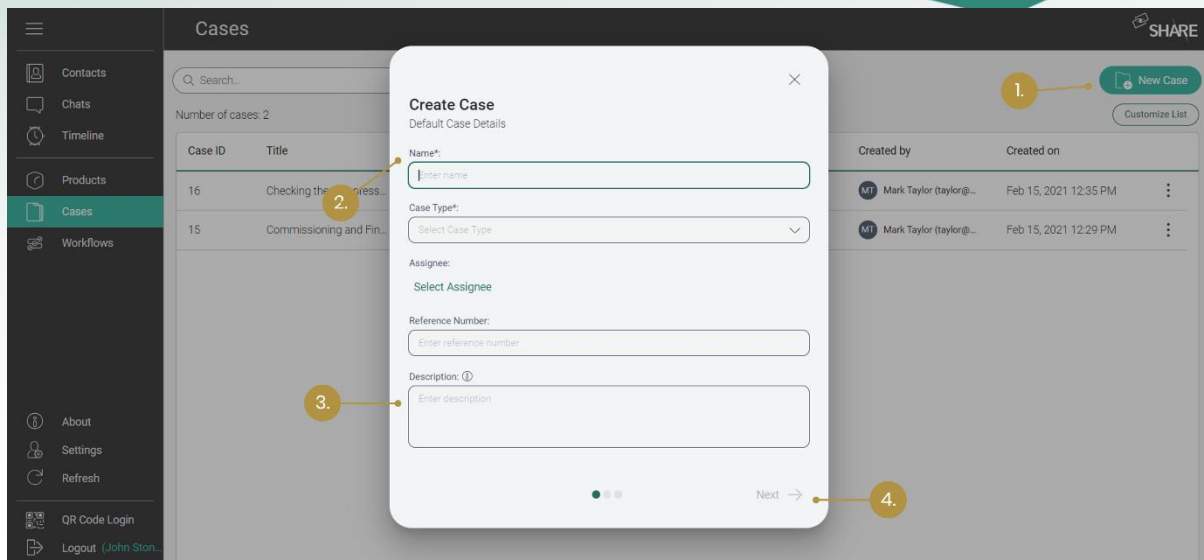 Cases
SHARE
Contacts
Chats
Timeline
Products
Cases
Workflows
About
Settings
Refresh
QR Code Login
Logout (John Ston...
Search...
Number of cases: 2
1.
New Case
Customize List
Case ID Title Created by Created on
16 Checking the MT Mark Taylor (taylor@... Feb 15, 2021 12:35 PM
15 Commissioning and Fin... MT Mark Taylor (taylor@... Feb 15, 2021 12:29 PM
Create Case
Default Case Details
2.
Name*:
Enter name
Case Type*:
Select Case Type
Assignee:
Select Assignee
Reference Number:
Enter reference number
Description:
3.
Enter description
Next
4.